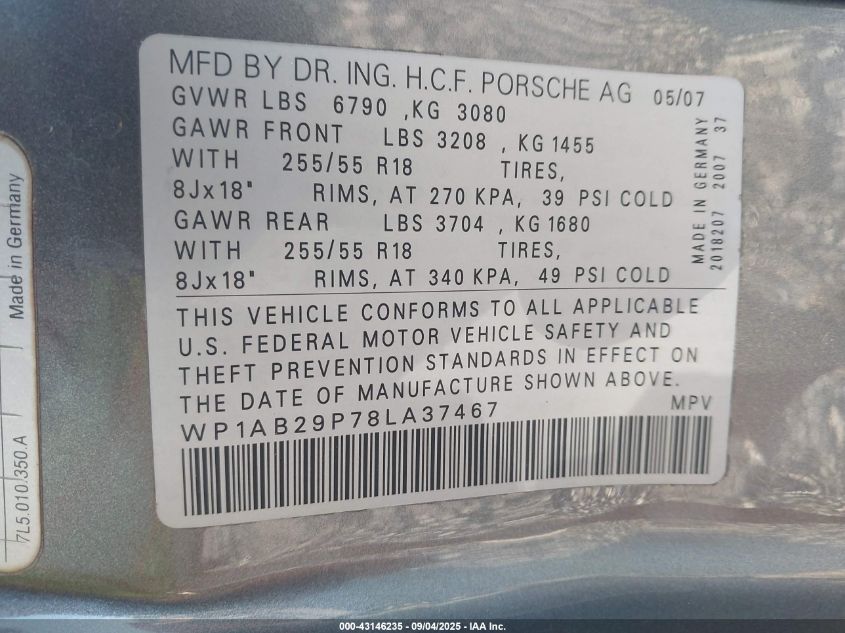 MFD BY DR. ING. H.C.F. PORSCHE AG 05/07
GVWR LBS 6790 ,KG 3080
GAWR FRONT LBS 3208 , KG 1455
WITH 255/55 R18 TIRES,
8Jx18" RIMS, AT 270 KPA, 39 PSI COLD
GAWR REAR LBS 3704 , KG 1680
WITH 255/55 R18 TIRES,
8Jx18" RIMS, AT 340 KPA, 49 PSI COLD
THIS VEHICLE CONFORMS TO ALL APPLICABLE
U.S. FEDERAL MOTOR VEHICLE SAFETY AND
THEFT PREVENTION STANDARDS IN EFFECT ON
THE DATE OF MANUFACTURE SHOWN ABOVE.
WP1AB29P78LA37467 MPV
MADE IN GERMANY
2018207 2007 37
Made in Germany
7L5.010.350.A
000-43146235 - 09/04/2025 - IAA Inc.